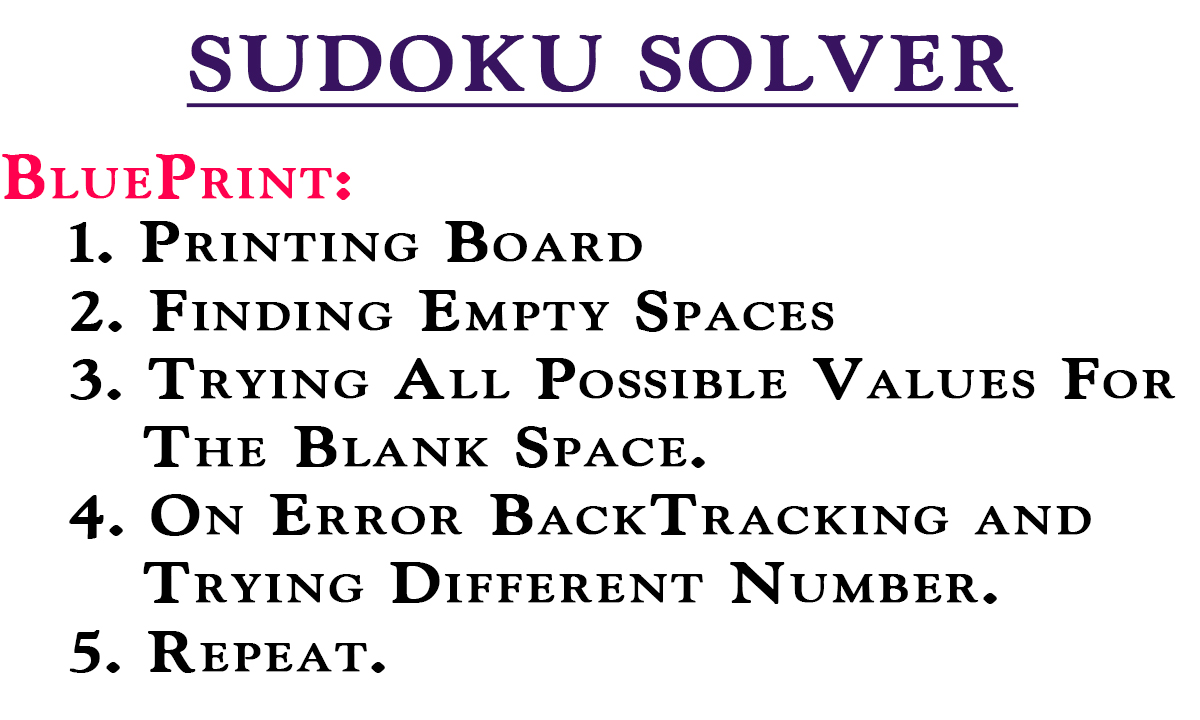 SUDOKU SOLVER
BluePrint:
1. Printing Board
2. Finding Empty Spaces
3. Trying All Possible Values For
The Blank Space.
4. On Error BackTracking and
Trying Different Number.
5. Repeat.